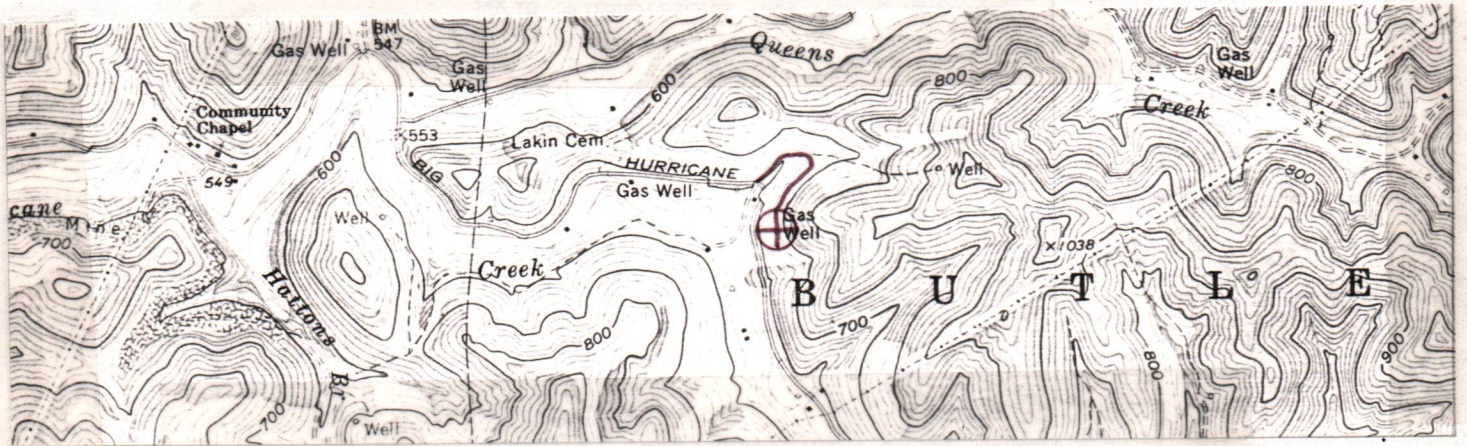 BM
547
Gas Well
Queens
Gas
Well
Gas
Well
800
600
Creek
Community
Chapel
553
Lakin Cem
600
BIG
HURRICANE
549
Gas Well
Well
800
cane
Mine
700
Well
Gas
Well
1038
Hattons
Creek
B U T L E
700
800
800
900
Br
700
Well